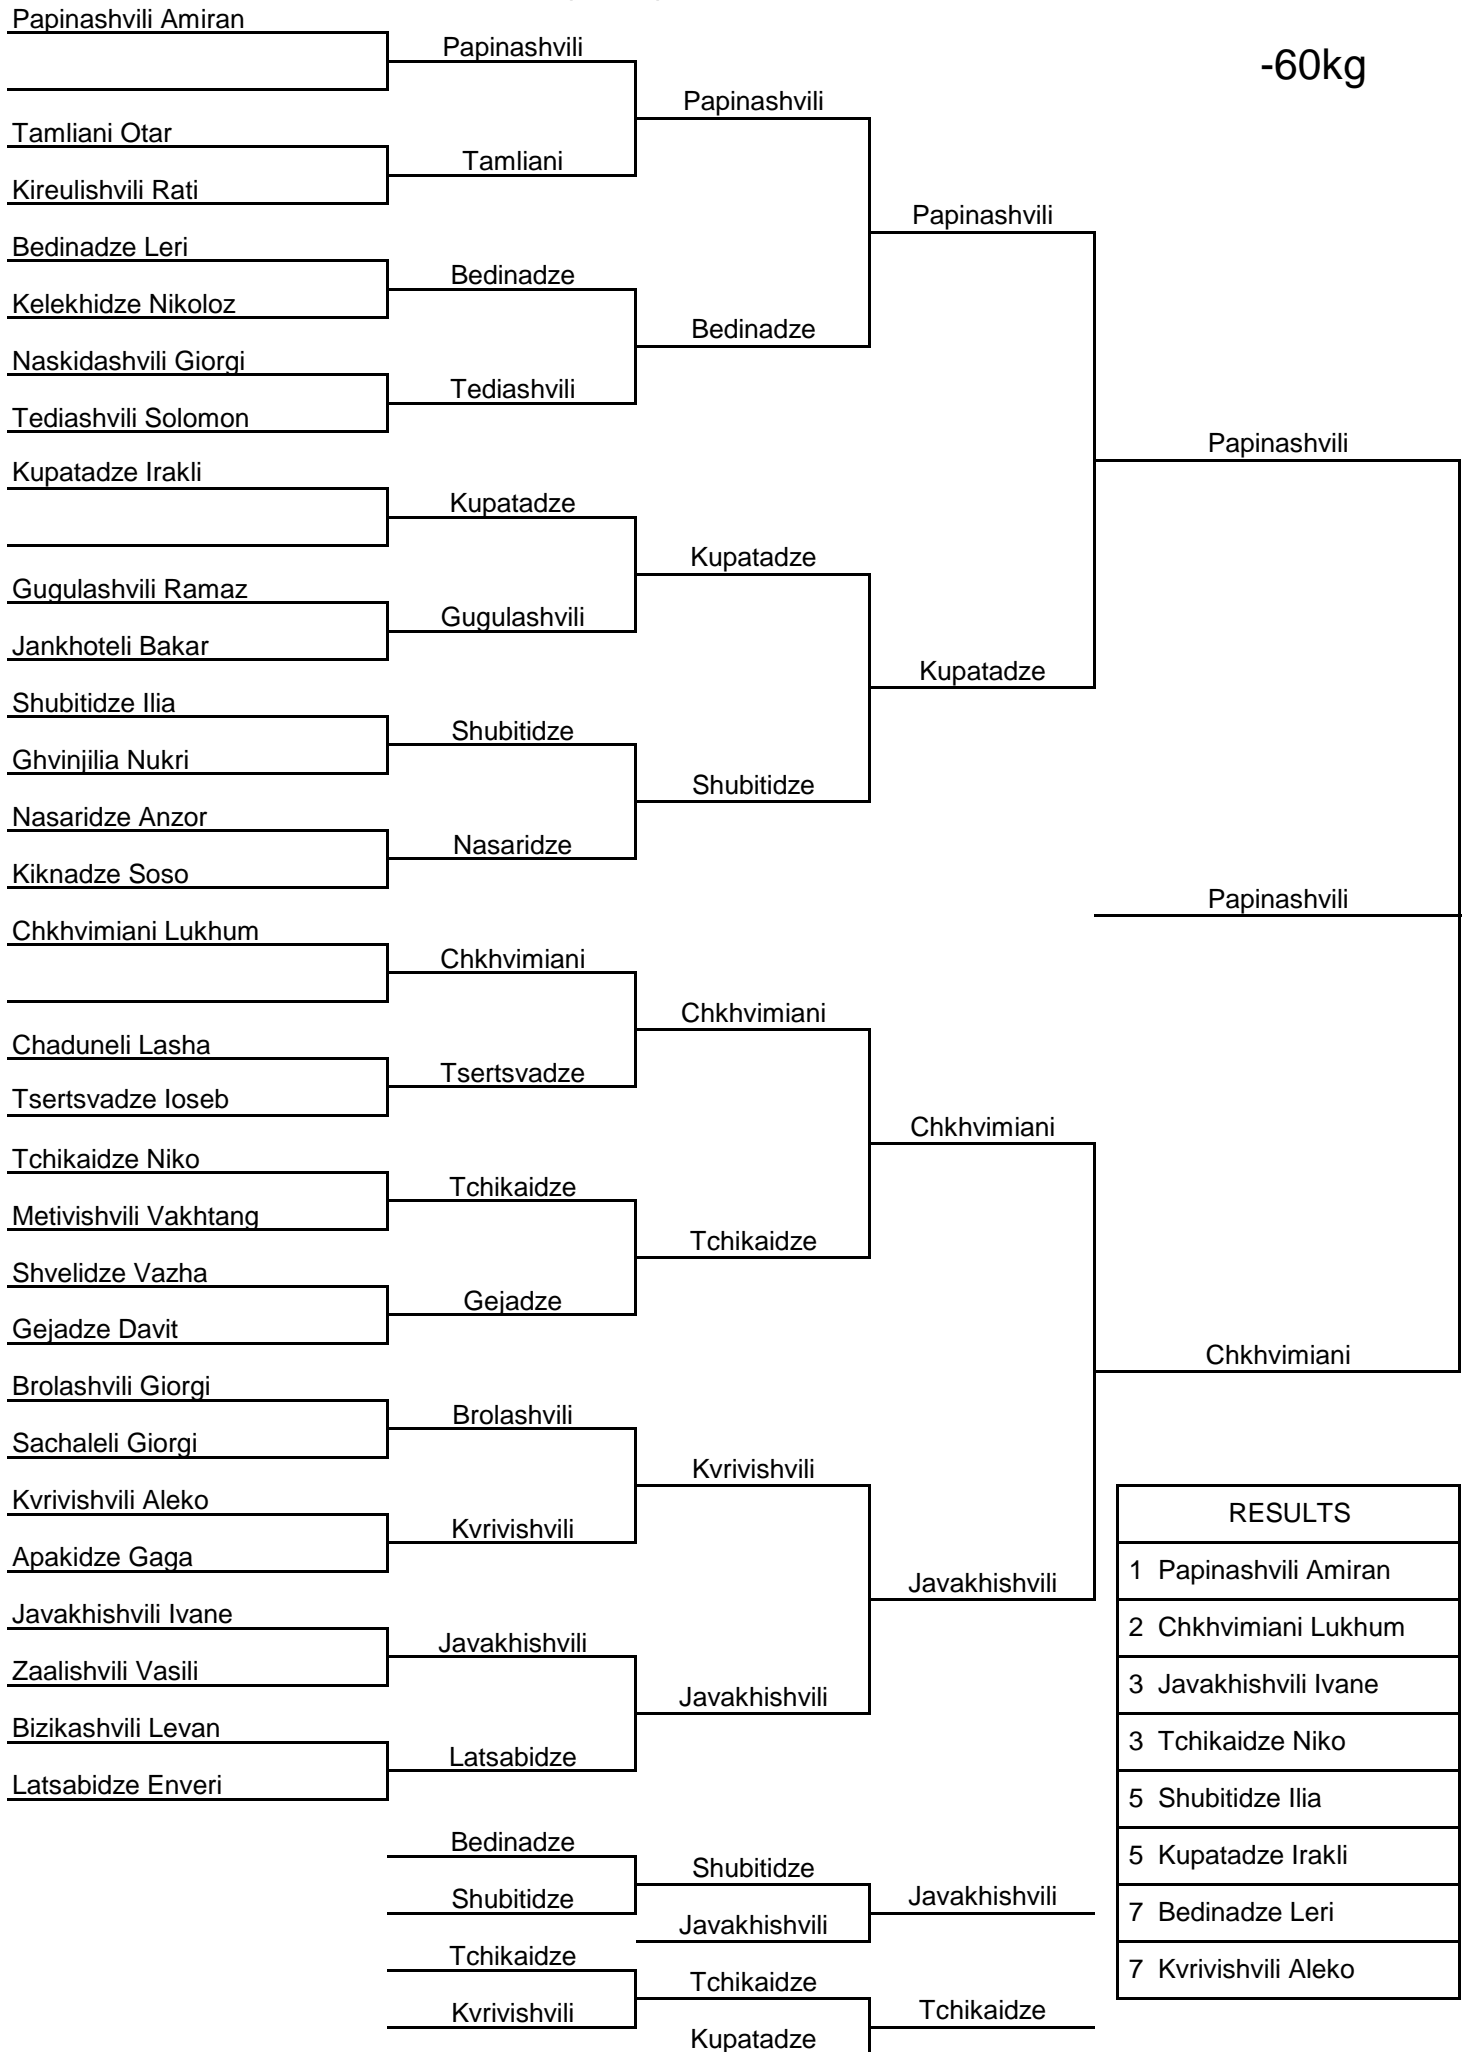 -60kg
Papinashvili Amiran
Tamliani Otar
Kireulishvili Rati
Bedinadze Leri
Kelekhidze Nikoloz
Naskidashvili Giorgi
Tediashvili Solomon
Kupatadze Irakli
Gugulashvili Ramaz
Jankhoteli Bakar
Shubitidze Ilia
Ghvinjilia Nukri
Nasaridze Anzor
Kiknadze Soso
Chkhvimiani Lukhum
Chaduneli Lasha
Tsertsvadze Ioseb
Tchikaidze Niko
Metivishvili Vakhtang
Shvelidze Vazha
Gejadze Davit
Brolashvili Giorgi
Sachaleli Giorgi
Kvrivishvili Aleko
Apakidze Gaga
Javakhishvili Ivane
Zaalishvili Vasili
Bizikashvili Levan
Latsabidze Enveri
Papinashvili
Tamliani
Bedinadze
Tediashvili
Kupatadze
Gugulashvili
Shubitidze
Nasaridze
Chkhvimiani
Tsertsvadze
Tchikaidze
Gejadze
Brolashvili
Kvrivishvili
Javakhishvili
Latsabidze
Papinashvili
Bedinadze
Kupatadze
Shubitidze
Chkhvimiani
Tchikaidze
Kvrivishvili
Javakhishvili
Papinashvili
Kupatadze
Chkhvimiani
Javakhishvili
Papinashvili
Chkhvimiani
Papinashvili
Bedinadze
Shubitidze
Tchikaidze
Kvrivishvili
Shubitidze
Javakhishvili
Tchikaidze
Kupatadze
Javakhishvili
Tchikaidze
RESULTS
1 Papinashvili Amiran
2 Chkhvimiani Lukhum
3 Javakhishvili Ivane
3 Tchikaidze Niko
5 Shubitidze Ilia
5 Kupatadze Irakli
7 Bedinadze Leri
7 Kvrivishvili Aleko